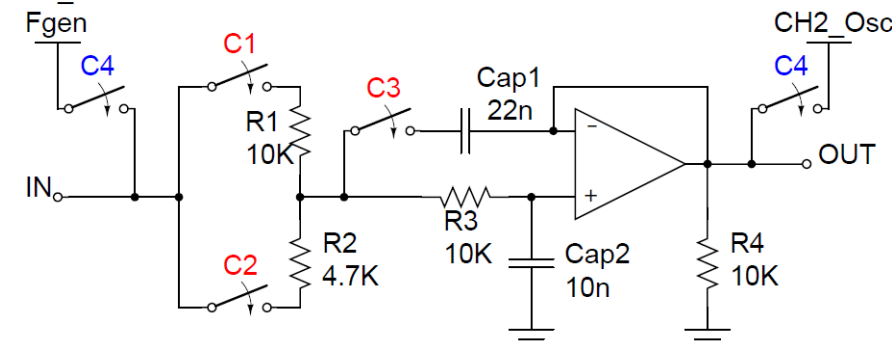 Fgen
CH2_Osc
C4
C1
C3
Cap1
22n
C4
R1
10K
−
OUT
IN
+
R3
10K
R2
4.7K
Cap2
10n
R4
10K
C2